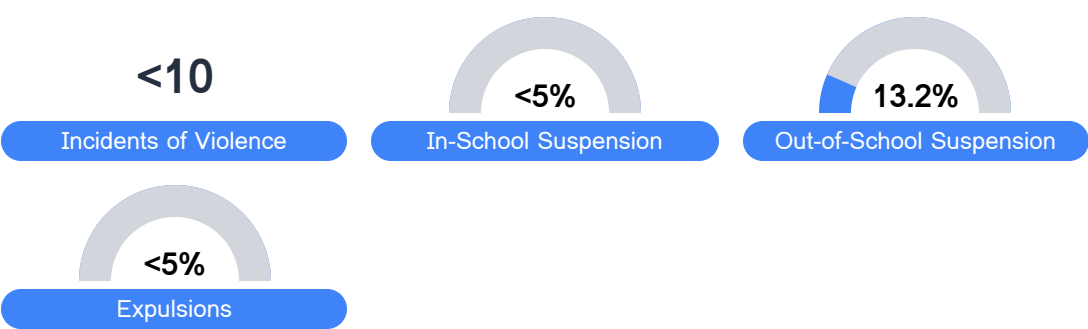 <10
Incidents of Violence
<5%
In-School Suspension
13.2%
Out-of-School Suspension
<5%
Expulsions